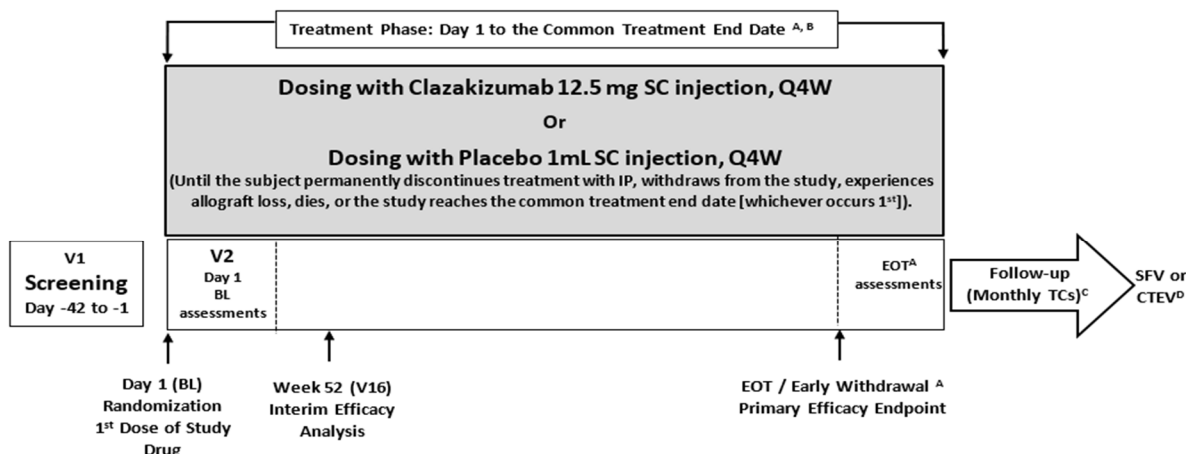 Treatment Phase: Day 1 to the Common Treatment End Date A, B
Dosing with Clazakizumab 12.5 mg SC injection, Q4W
Or
Dosing with Placebo 1mL SC injection, Q4W
(Until the subject permanently discontinues treatment with IP, withdraws from the study, experiences
allograft loss, dies, or the study reaches the common treatment end date [whichever occurs 1st]).
V1
Screening
Day -42 to -1
V2
Day 1
BL
assessments
EOTA
assessments
Follow-up
(Monthly TCs)C
SFV or
CTEVD
Day 1 (BL)
Randomization
1st Dose of Study
Drug
Week 52 (V16)
Interim Efficacy
Analysis
EOT / Early Withdrawal A
Primary Efficacy Endpoint